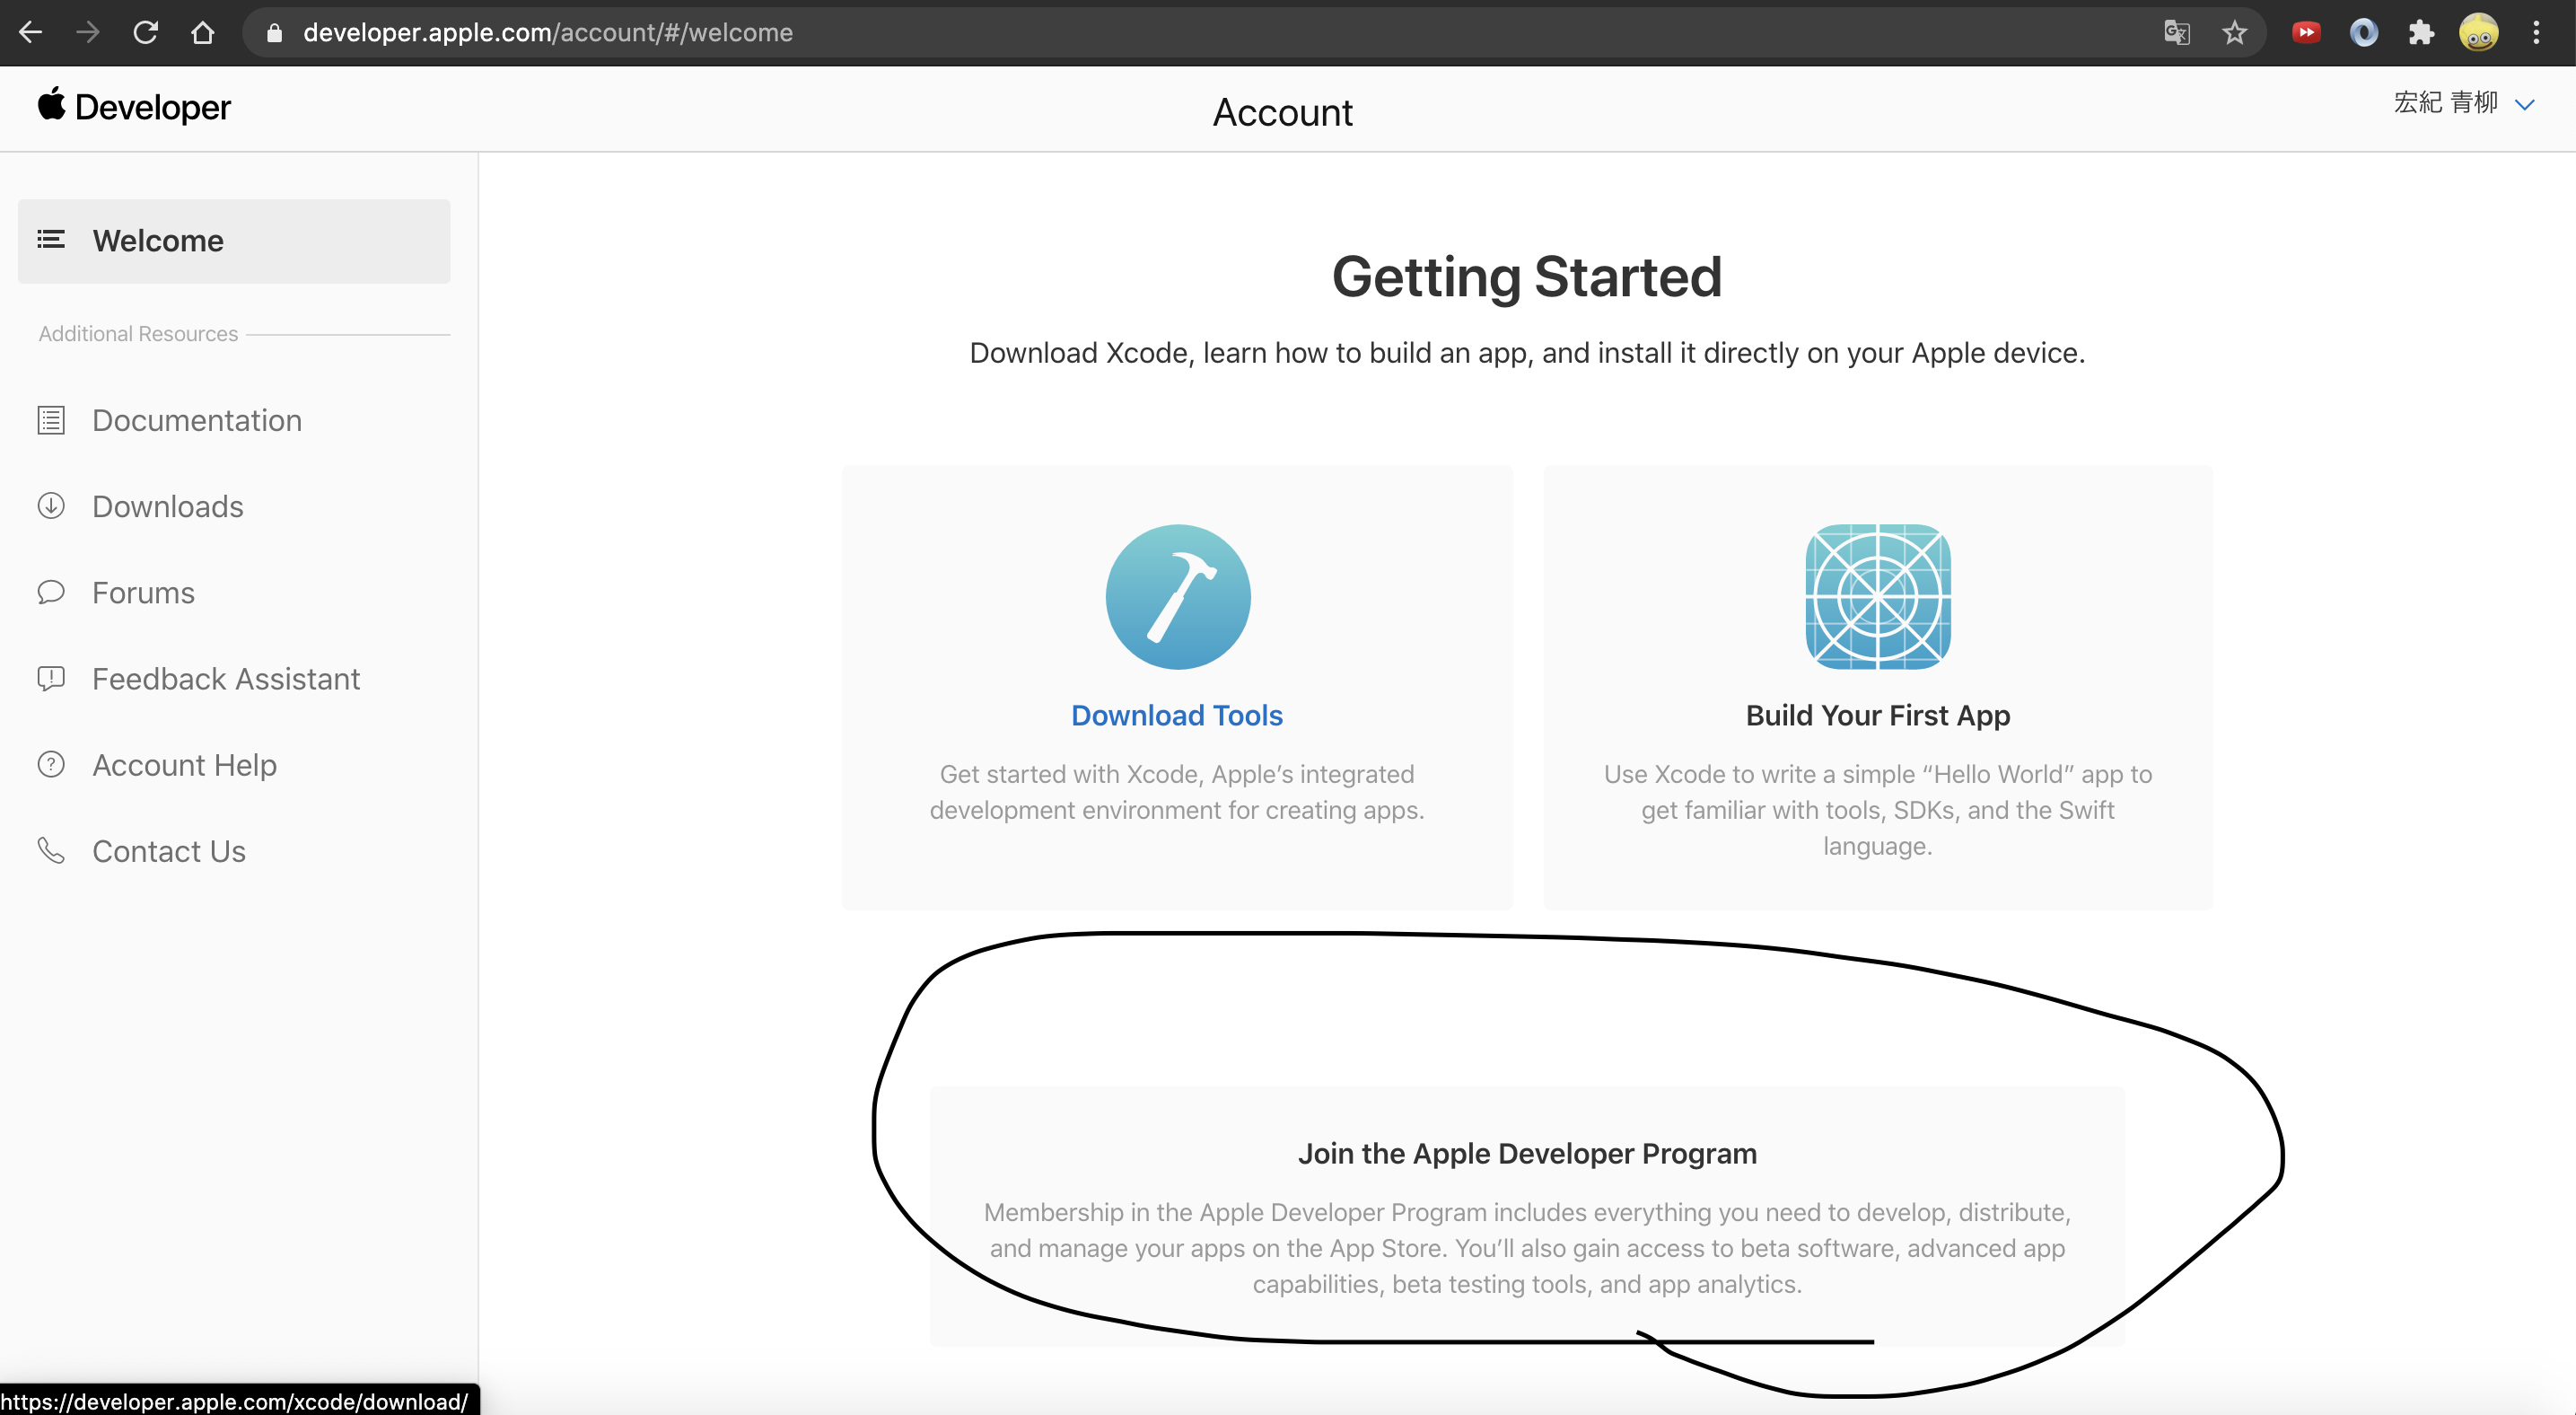 developer.apple.com/account/#/welcome
Developer
Account
宏紀 青柳
Welcome
Additional Resources
Documentation
Downloads
Forums
Feedback Assistant
Account Help
Contact Us
Getting Started
Download Xcode, learn how to build an app, and install it directly on your Apple device.
Download Tools
Get started with Xcode, Apple’s integrated
development environment for creating apps.
Build Your First App
Use Xcode to write a simple “Hello World” app to
get familiar with tools, SDKs, and the Swift
language.
Join the Apple Developer Program
Membership in the Apple Developer Program includes everything you need to develop, distribute,
and manage your apps on the App Store. You’ll also gain access to beta software, advanced app
capabilities, beta testing tools, and app analytics.
https://developer.apple.com/xcode/download/